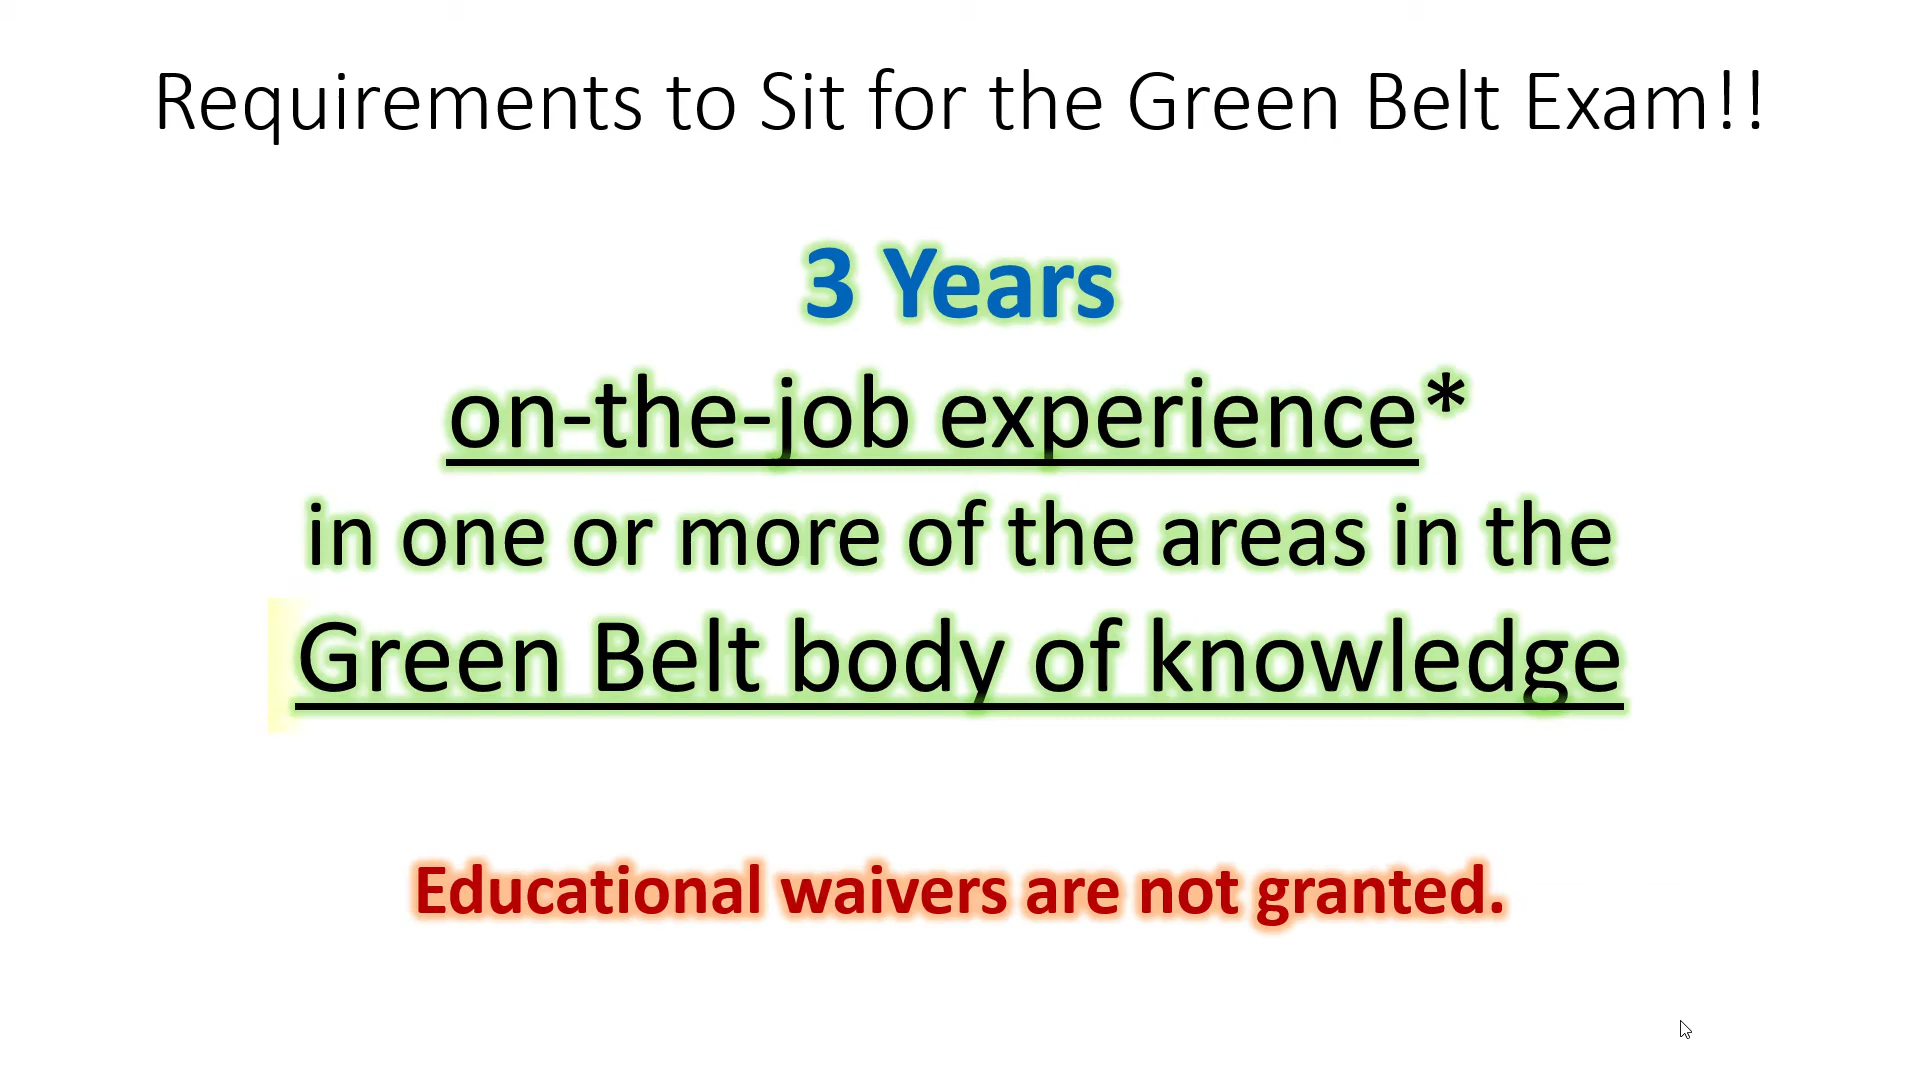 Requirements to Sit for the Green Belt Exam!!
3 Years
on-the-job experience*
in one or more of the areas in the
Green Belt body of knowledge
Educational waivers are not granted.